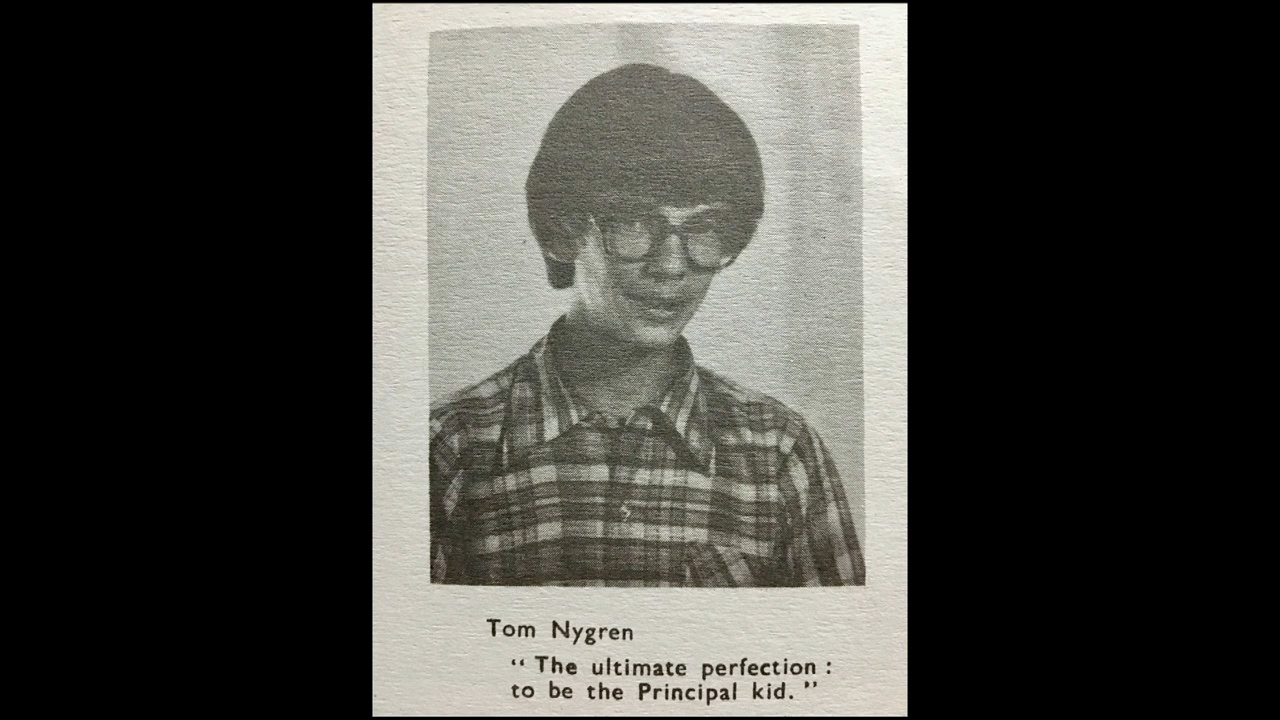 Tom Nygren
“ The ultimate perfection :
to be the Principal kid. ”